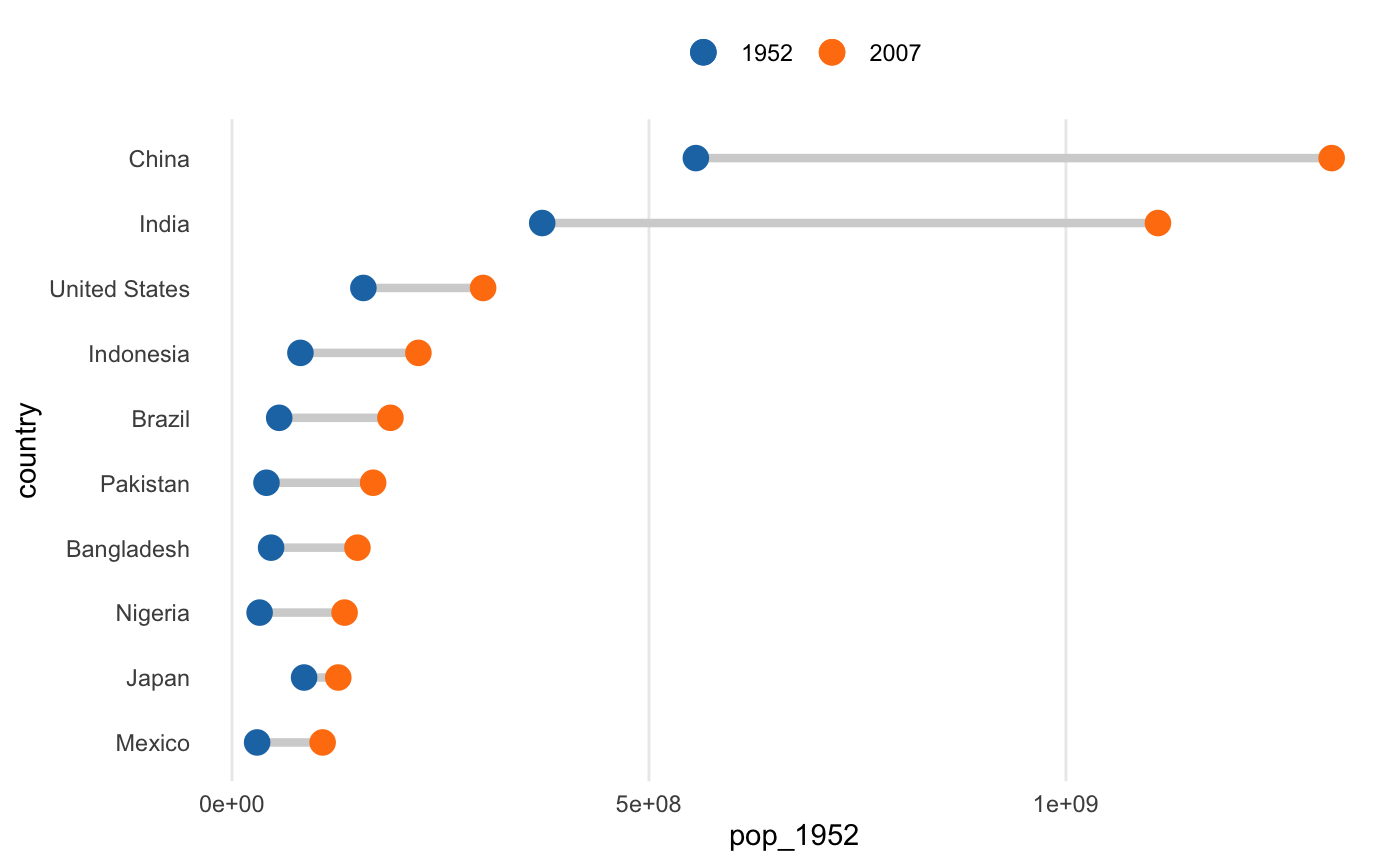 1952 2007
China
India
United States
Indonesia
Brazil
Pakistan
Bangladesh
Nigeria
Japan
Mexico
country
0e+00 5e+08 1e+09
pop_1952